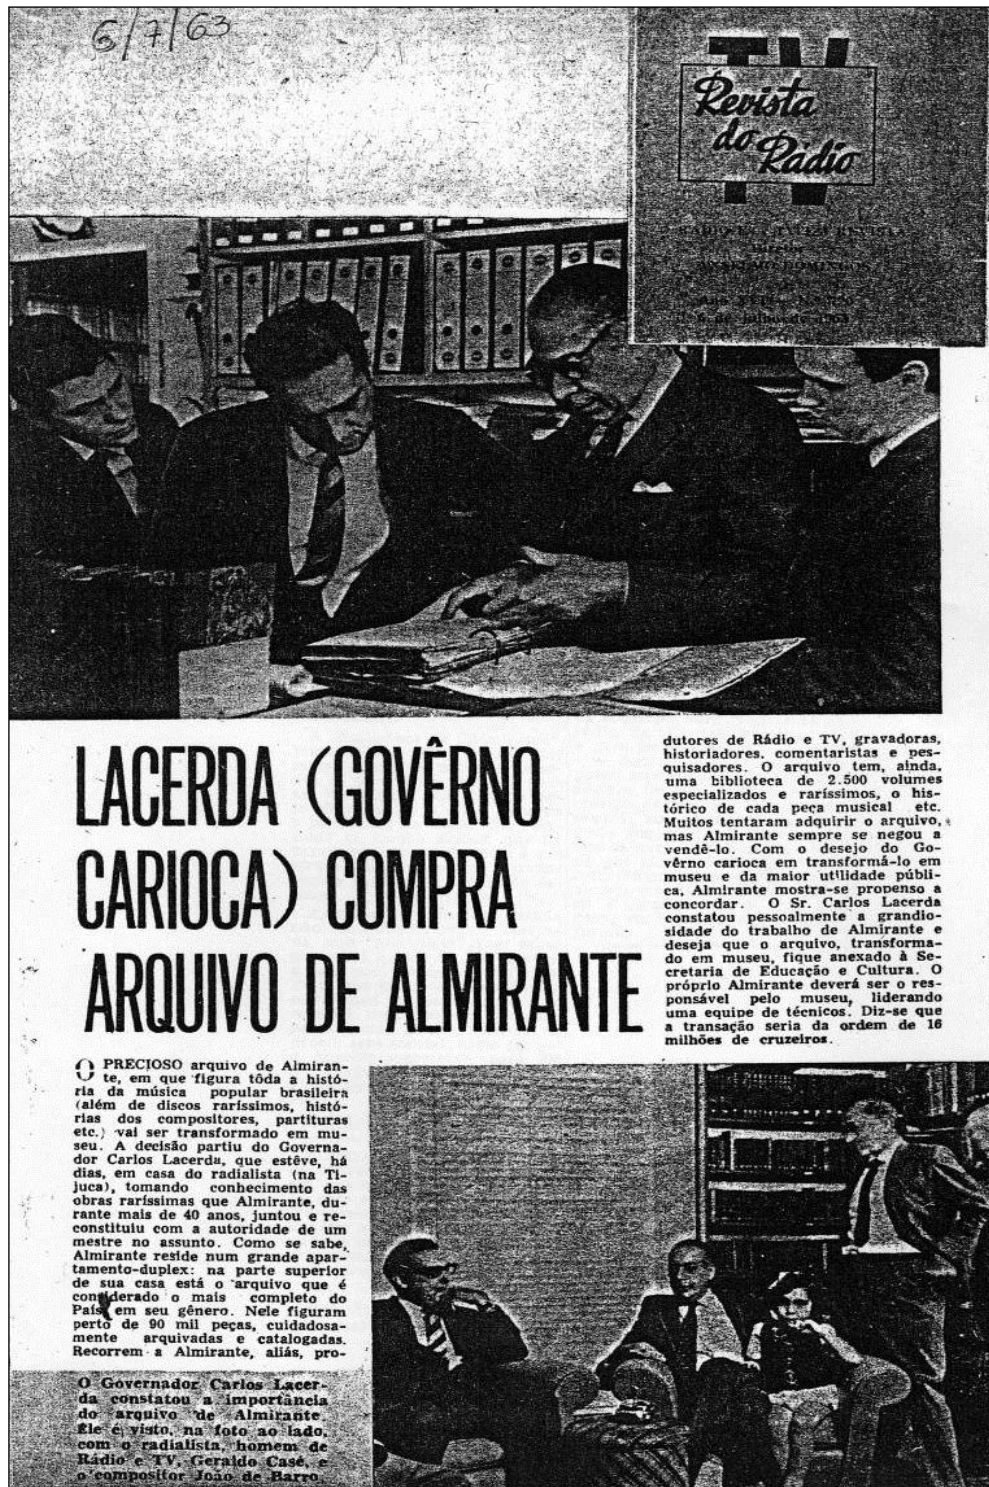 6/7/63
TV
Revista
do Rádio
Diretor
ANSELMO DOMINGOS
6 de julho de 1963
LACERDA (GOVÊRNO
CARIOCA) COMPRA
ARQUIVO DE ALMIRANTE
O PRECIOSO arquivo de Almiran-
te, em que figura tôda a histó-
ria da música popular brasileira
(além de discos raríssimos, histó-
rias dos compositores, partituras
etc.) vai ser transformado em mu-
seu. A decisão partiu do Governa-
dor Carlos Lacerda, que estêve, há
dias, em casa do radialista (na Ti-
juca), tomando conhecimento das
obras raríssimas que Almirante, du-
rante mais de 40 anos, juntou e re-
constituiu com a autoridade de um
mestre no assunto. Como se sabe,
Almirante reside num grande apar-
tamento-duplex: na parte superior
de sua casa está o arquivo que é
considerado o mais completo do
País em seu gênero. Nele figuram
perto de 90 mil peças, cuidadosa-
mente arquivadas e catalogadas.
Recorrem a Almirante, aliás, pro-
dutores de Rádio e TV, gravadoras,
historiadores, comentaristas e pes-
quisadores. O arquivo tem, ainda,
uma biblioteca de 2.500 volumes
especializados e raríssimos, o his-
tórico de cada peça musical etc.
Muitos tentaram adquirir o arquivo,
mas Almirante sempre se negou a
vendê-lo. Com o desejo do Go-
vêrno carioca em transformá-lo em
museu e da maior utilidade públi-
ca, Almirante mostra-se propenso a
concordar. O Sr. Carlos Lacerda
constatou pessoalmente a grandio-
sidade do trabalho de Almirante e
deseja que o arquivo, transforma-
do em museu, fique anexado à Se-
cretaria de Educação e Cultura. O
próprio Almirante deverá ser o res-
ponsável pelo museu, liderando
uma equipe de técnicos. Diz-se que
a transação seria da ordem de 16
milhões de cruzeiros.
O Governador Carlos Lacer-
da constatou a importância
do arquivo de Almirante.
Ele é visto, na foto ao lado,
com o radialista, homem de
Rádio e TV, Geraldo Casé, e
o compositor João de Barro.